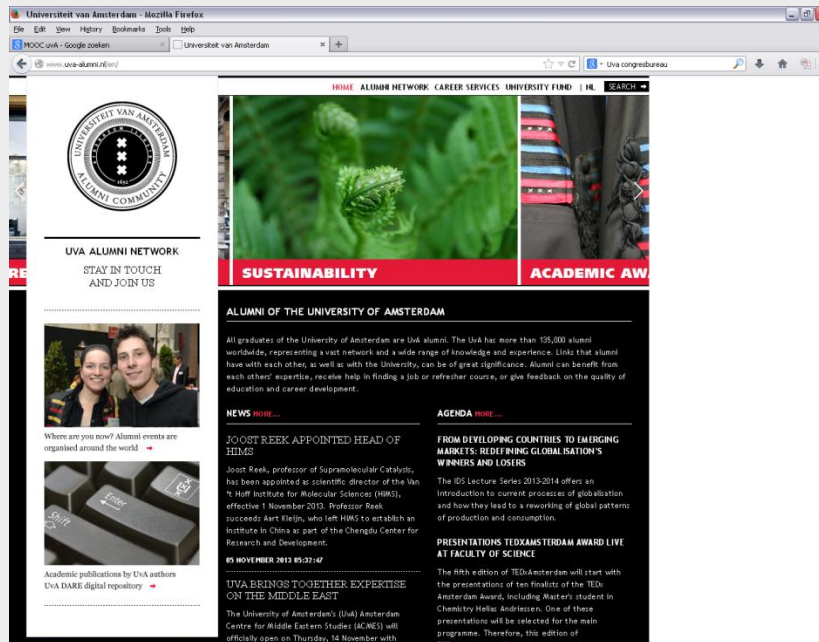 Universiteit van Amsterdam - Mozilla Firefox
File Edit View History Bookmarks Tools Help
MOOC uvA - Google zoeken
Universiteit van Amsterdam
www.uva-alumni.nl/en/
Uva congresbureau
HOME ALUMNI NETWORK CAREER SERVICES UNIVERSITY FUND | NL SEARCH
UNIVERSITEIT VAN AMSTERDAM
1632
ALUMNI COMMUNITY
UVA ALUMNI NETWORK
STAY IN TOUCH
AND JOIN US
Where are you now? Alumni events are
organised around the world
Enter
Shift
Academic publications by UvA authors
UvA DARE digital repository
RE
SUSTAINABILITY
ACADEMIC AW
ALUMNI OF THE UNIVERSITY OF AMSTERDAM
All graduates of the University of Amsterdam are UvA alumni. The UvA has more than 135,000 alumni
worldwide, representing a vast network and a wide range of knowledge and experience. Links that alumni
have with each other, as well as with the University, can be of great significance. Alumni can benefit from
each others' expertise, receive help in finding a job or refresher course, or give feedback on the quality of
education and career development.
NEWS MORE...
JOOST REEK APPOINTED HEAD OF
HIMS
Joost Reek, professor of Supramoleculair Catalysis,
has been appointed as scientific director of the Van
't Hoff Institute for Molecular Sciences (HIMS),
effective 1 November 2013. Professor Reek
succeeds Aart Kleijn, who left HIMS to establish an
institute in China as part of the Chengdu Center for
Research and Development.
05 NOVEMBER 2013 05:32:47
UVA BRINGS TOGETHER EXPERTISE
ON THE MIDDLE EAST
The University of Amsterdam's (UvA) Amsterdam
Centre for Middle Eastern Studies (ACMES) will
officially open on Thursday, 14 November with
AGENDA MORE...
FROM DEVELOPING COUNTRIES TO EMERGING
MARKETS: REDEFINING GLOBALISATION'S
WINNERS AND LOSERS
The IDS Lecture Series 2013-2014 offers an
introduction to current processes of globalisation
and how they lead to a reworking of global patterns
of production and consumption.
PRESENTATIONS TEDXAMSTERDAM AWARD LIVE
AT FACULTY OF SCIENCE
The fifth edition of TEDxAmsterdam will start with
the presentations of ten finalists of the TEDx
Amsterdam Award, including Master's student in
Chemistry Helias Andriessen. One of these
presentations will be selected for the main
programme. Therefore, this edition of